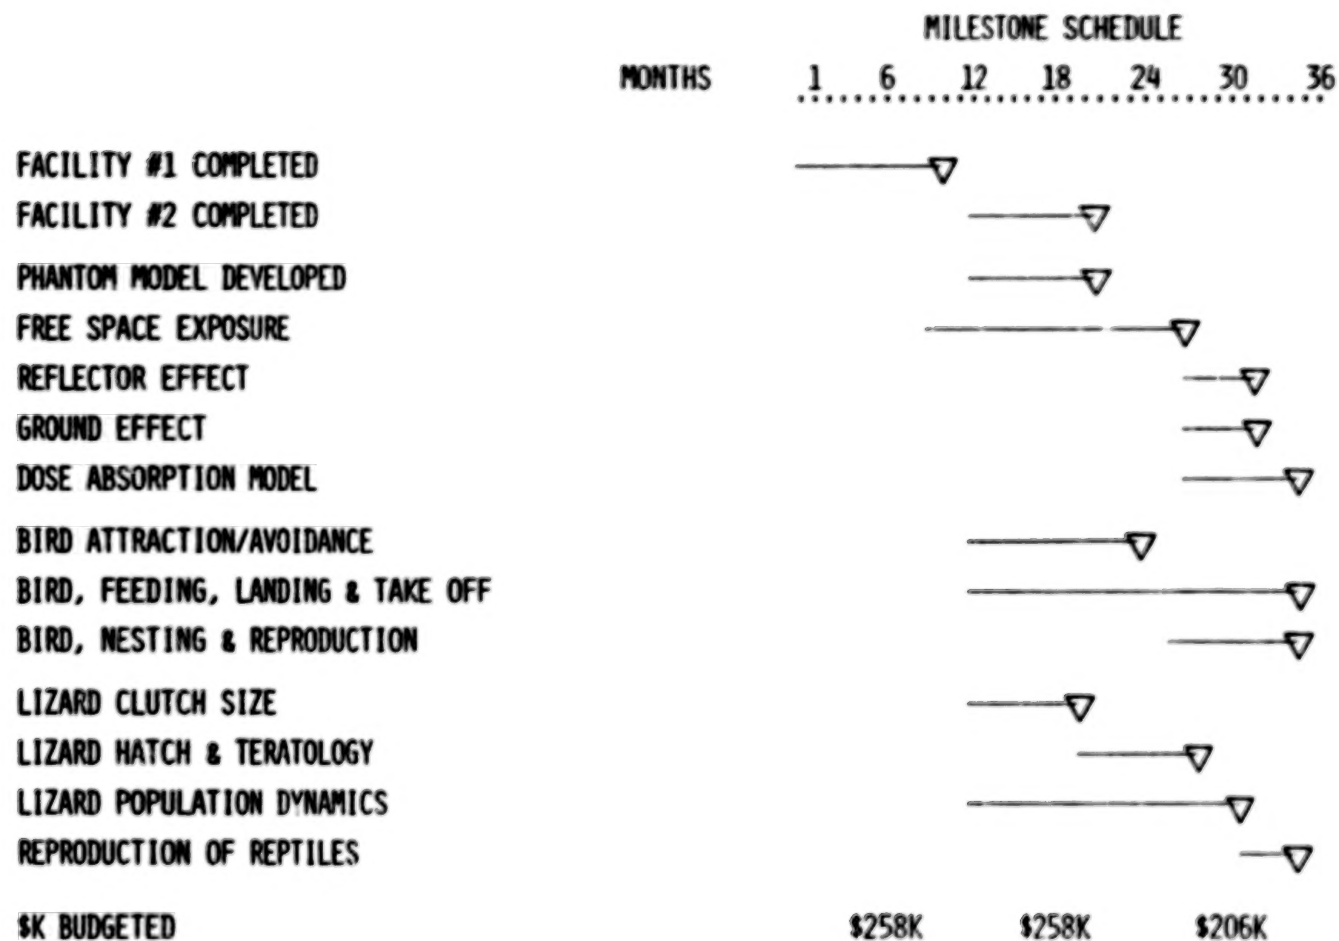 MILESTONE SCHEDULE
MONTHS 1 6 12 18 24 30 36
FACILITY #1 COMPLETED
FACILITY #2 COMPLETED
PHANTOM MODEL DEVELOPED
FREE SPACE EXPOSURE
REFLECTOR EFFECT
GROUND EFFECT
DOSE ABSORPTION MODEL
BIRD ATTRACTION/AVOIDANCE
BIRD, FEEDING, LANDING & TAKE OFF
BIRD, NESTING & REPRODUCTION
LIZARD CLUTCH SIZE
LIZARD HATCH & TERATOLOGY
LIZARD POPULATION DYNAMICS
REPRODUCTION OF REPTILES
$K BUDGETED $258K $258K $206K